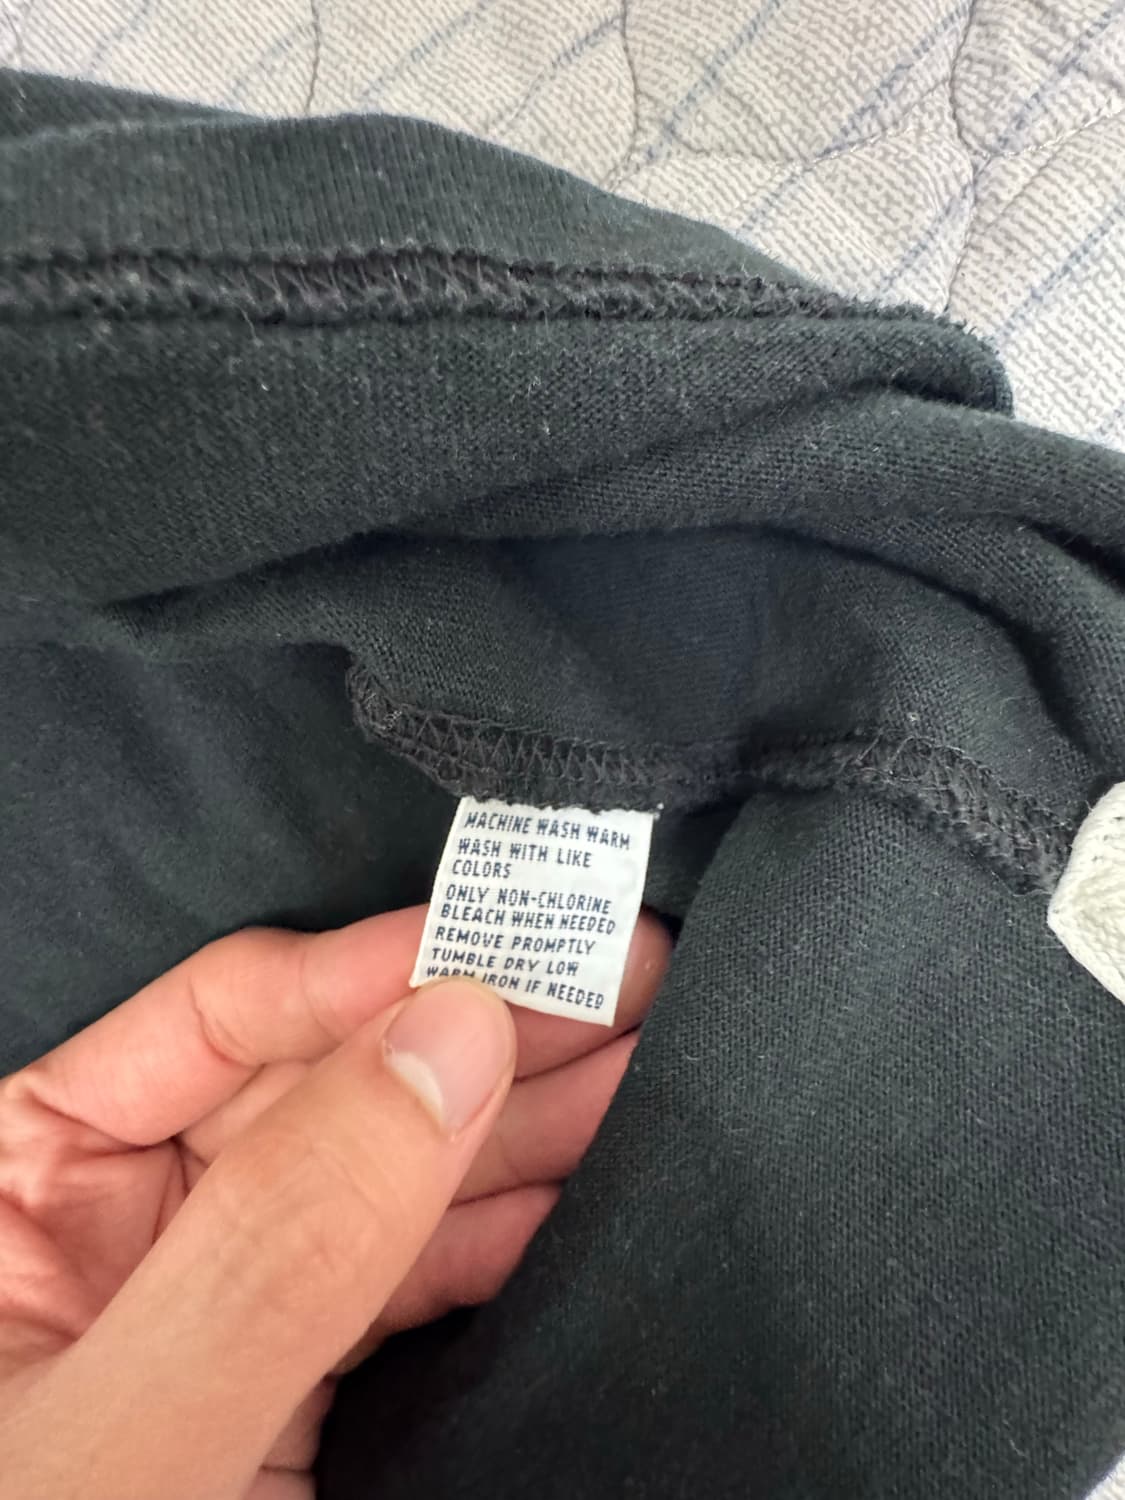 MACHINE WASH WARM
WASH WITH LIKE
COLORS
ONLY NON-CHLORINE
BLEACH WHEN NEEDED
REMOVE PROMPTLY
TUMBLE DRY LOW
WARM IRON IF NEEDED